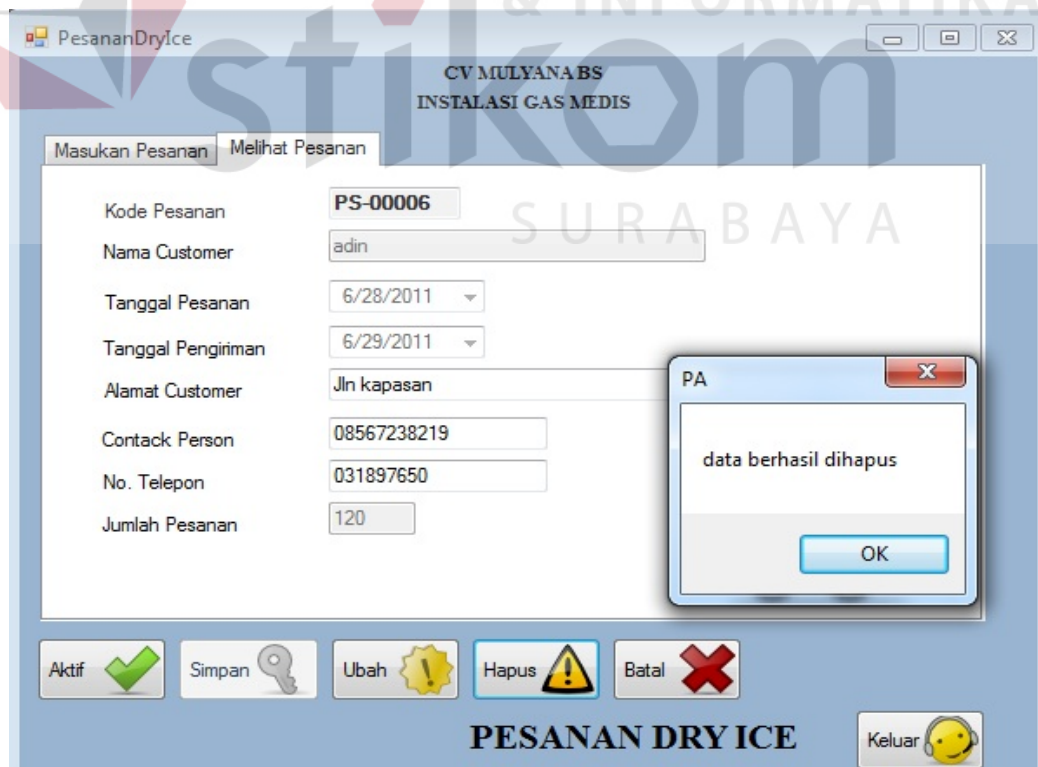 & INFORMATIKA
stikom
SURABAYA
PesananDryIce
CV MULYANA BS
INSTALASI GAS MEDIS
Masukan Pesanan
Melihat Pesanan
Kode Pesanan PS-00006
Nama Customer adin
Tanggal Pesanan 6/28/2011
Tanggal Pengiriman 6/29/2011
Alamat Customer Jln kapasan
Contack Person 08567238219
No. Telepon 031897650
Jumlah Pesanan 120
PA
data berhasil dihapus
OK
Aktif Simpan Ubah Hapus Batal
PESANAN DRY ICE
Keluar